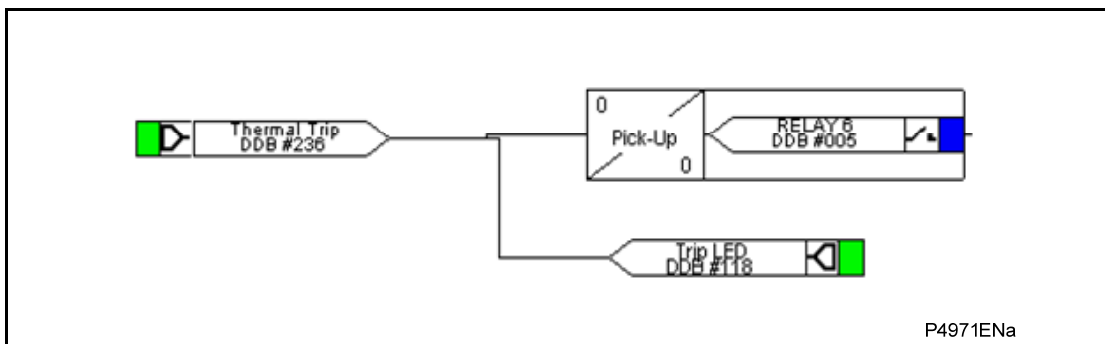 Thermal Trip
DDB #236
0
Pick-Up
0
RELAY 6
DDB #005
Trip LED
DDB #118
P4971ENa